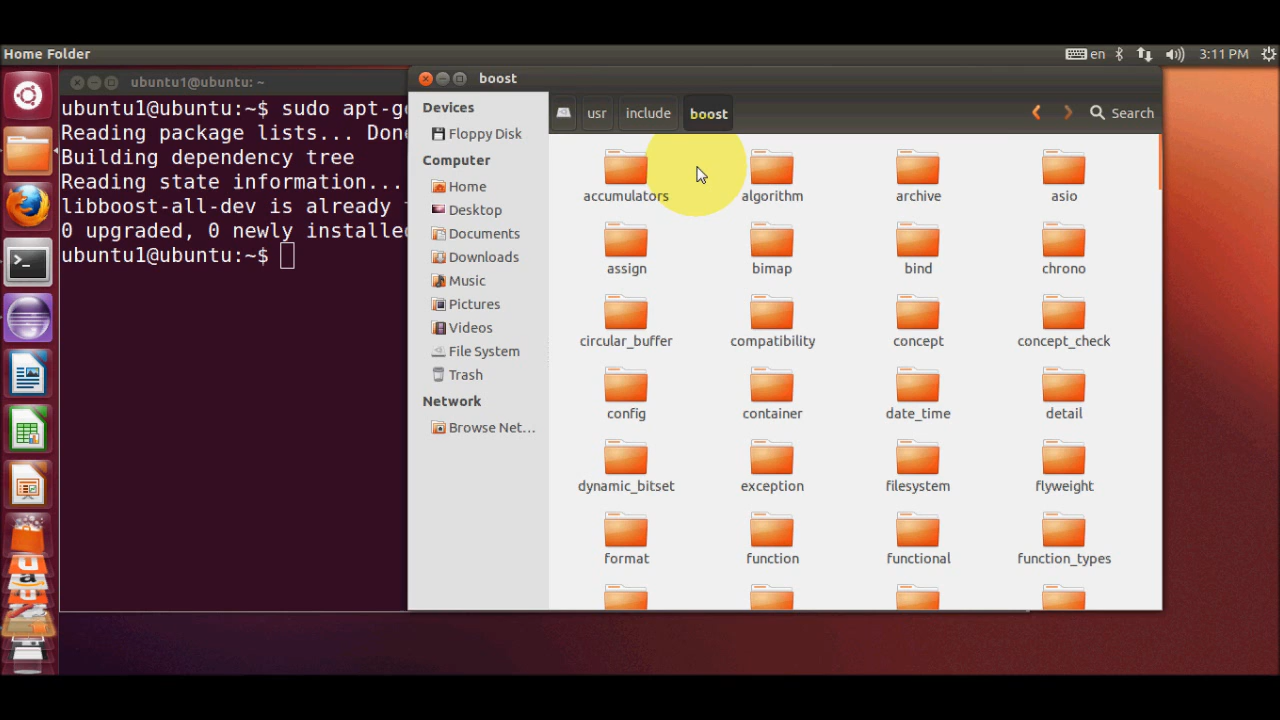 Home Folder
en
3:11 PM
ubuntu1@ubuntu: ~
ubuntu1@ubuntu:~$ sudo apt-ge
Reading package lists... Done
Building dependency tree
Reading state information...
libboost-all-dev is already
0 upgraded, 0 newly installed
ubuntu1@ubuntu:~$
boost
usr
include
boost
Search
Devices
Floppy Disk
Computer
Home
Desktop
Documents
Downloads
Music
Pictures
Videos
File System
Trash
Network
Browse Net...
accumulators algorithm archive asio
assign bimap bind chrono
circular_buffer compatibility concept concept_check
config container date_time detail
dynamic_bitset exception filesystem flyweight
format function functional function_types